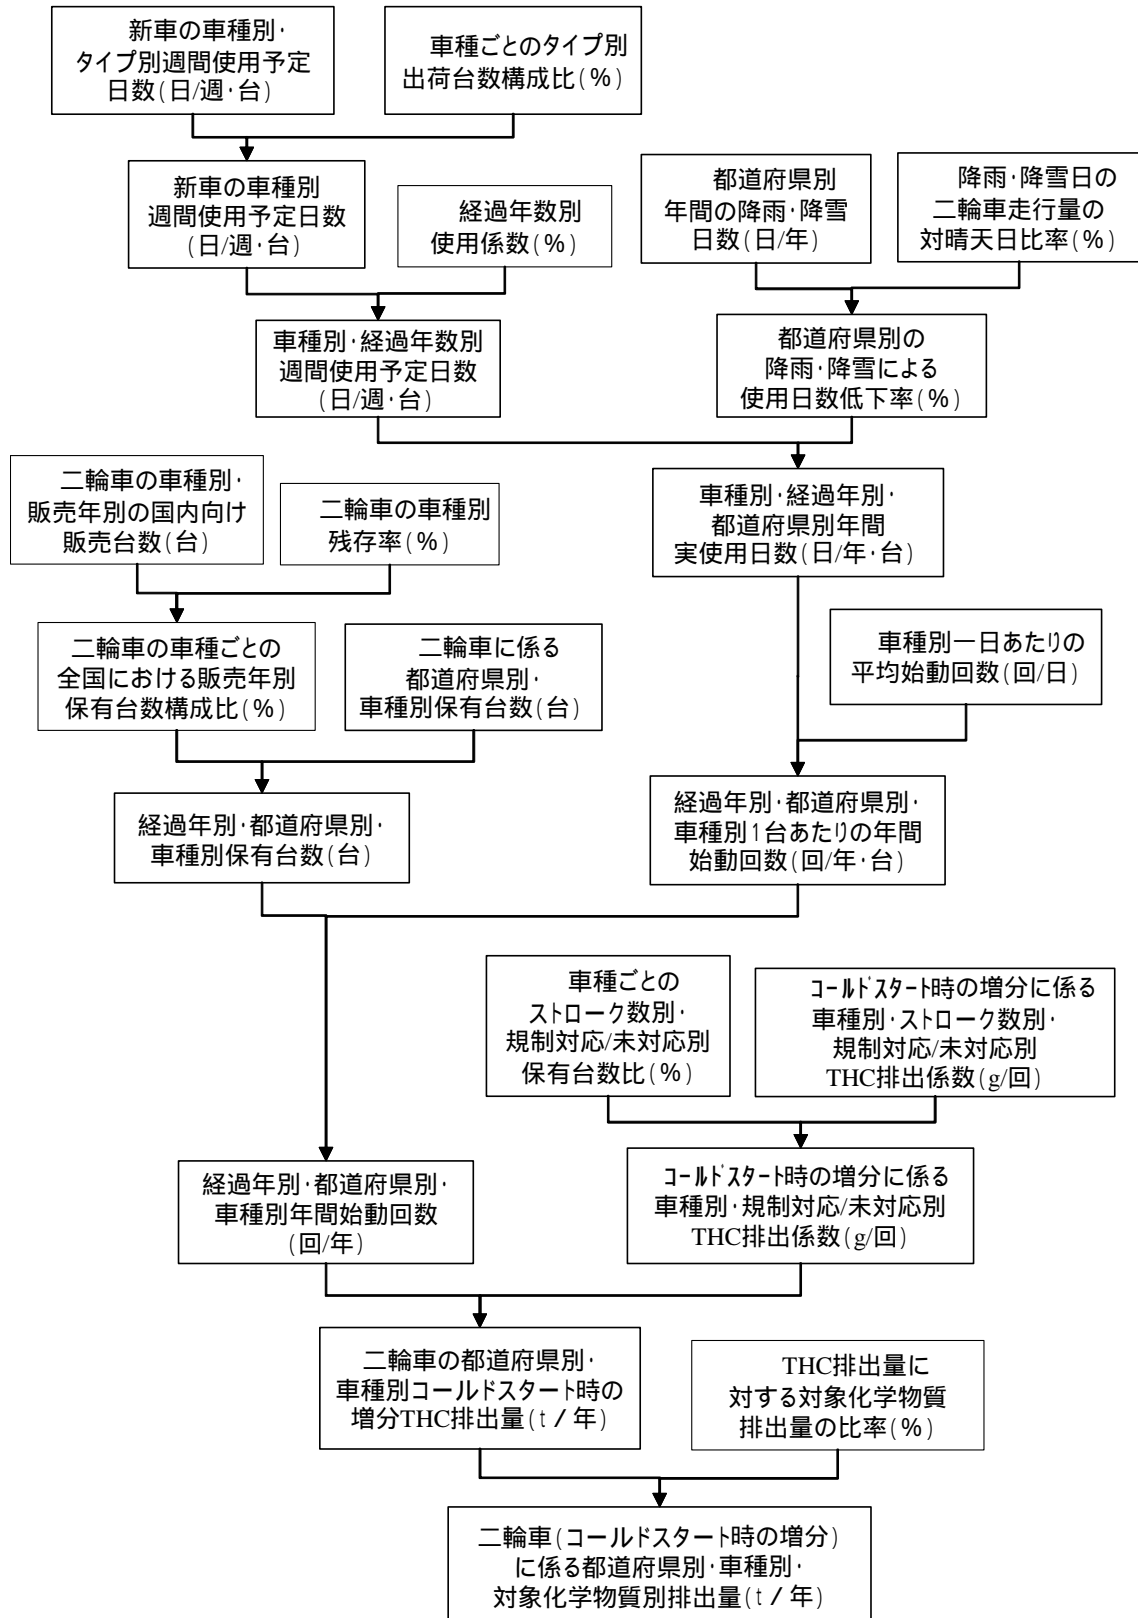 新車の車種別·
タイプ別週間使用予定
日数(日/週·台)
車種ごとのタイプ別
出荷台数構成比(%)
新車の車種別
週間使用予定日数
(日/週·台)
経過年数別
使用係数(%)
都道府県別
年間の降雨·降雪
日数(日/年)
降雨·降雪日の
二輪車走行量の
対晴天日比率(%)
車種別·経過年数別
週間使用予定日数
(日/週·台)
都道府県別の
降雨·降雪による
使用日数低下率(%)
二輪車の車種別·
販売年別の国内向け
販売台数(台)
二輪車の車種別
残存率(%)
車種別·経過年別·
都道府県別年間
実使用日数(日/年·台)
二輪車の車種ごとの
全国における販売年別
保有台数構成比(%)
二輪車に係る
都道府県別·
車種別保有台数(台)
車種別一日あたりの
平均始動回数(回/日)
経過年別·都道府県別·
車種別保有台数(台)
経過年別·都道府県別·
車種別1台あたりの年間
始動回数(回/年·台)
車種ごとの
ストローク数別·
規制対応/未対応別
保有台数比(%)
ｺｰﾙﾄﾞｽﾀｰﾄ時の増分に係る
車種別·ストローク数別·
規制対応/未対応別
THC排出係数(g/回)
経過年別·都道府県別·
車種別年間始動回数
(回/年)
ｺｰﾙﾄﾞｽﾀｰﾄ時の増分に係る
車種別·規制対応/未対応別
THC排出係数(g/回)
二輪車の都道府県別·
車種別コールドスタート時の
増分THC排出量(t／年)
THC排出量に
対する対象化学物質
排出量の比率(%)
二輪車(コールドスタート時の増分)
に係る都道府県別·車種別·
対象化学物質別排出量(t／年)